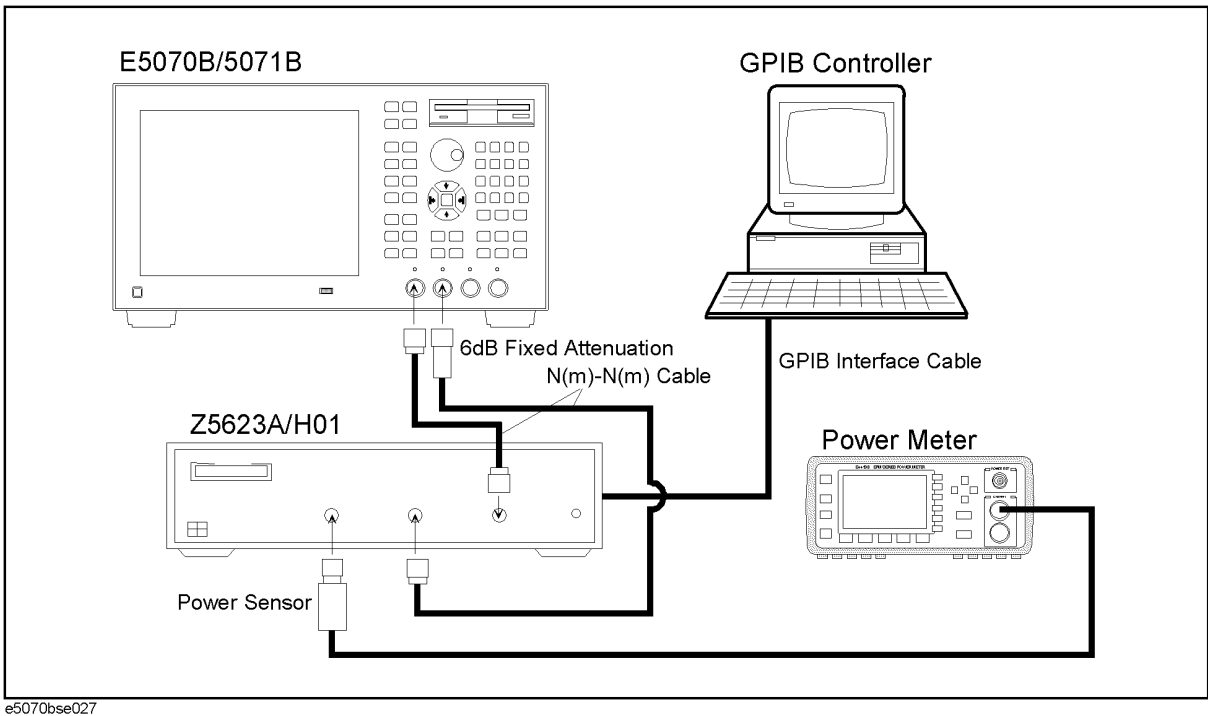 E5070B/5071B
GPIB Controller
6dB Fixed Attenuation
N(m)-N(m) Cable
GPIB Interface Cable
Z5623A/H01
Power Meter
Power Sensor
e5070bse027